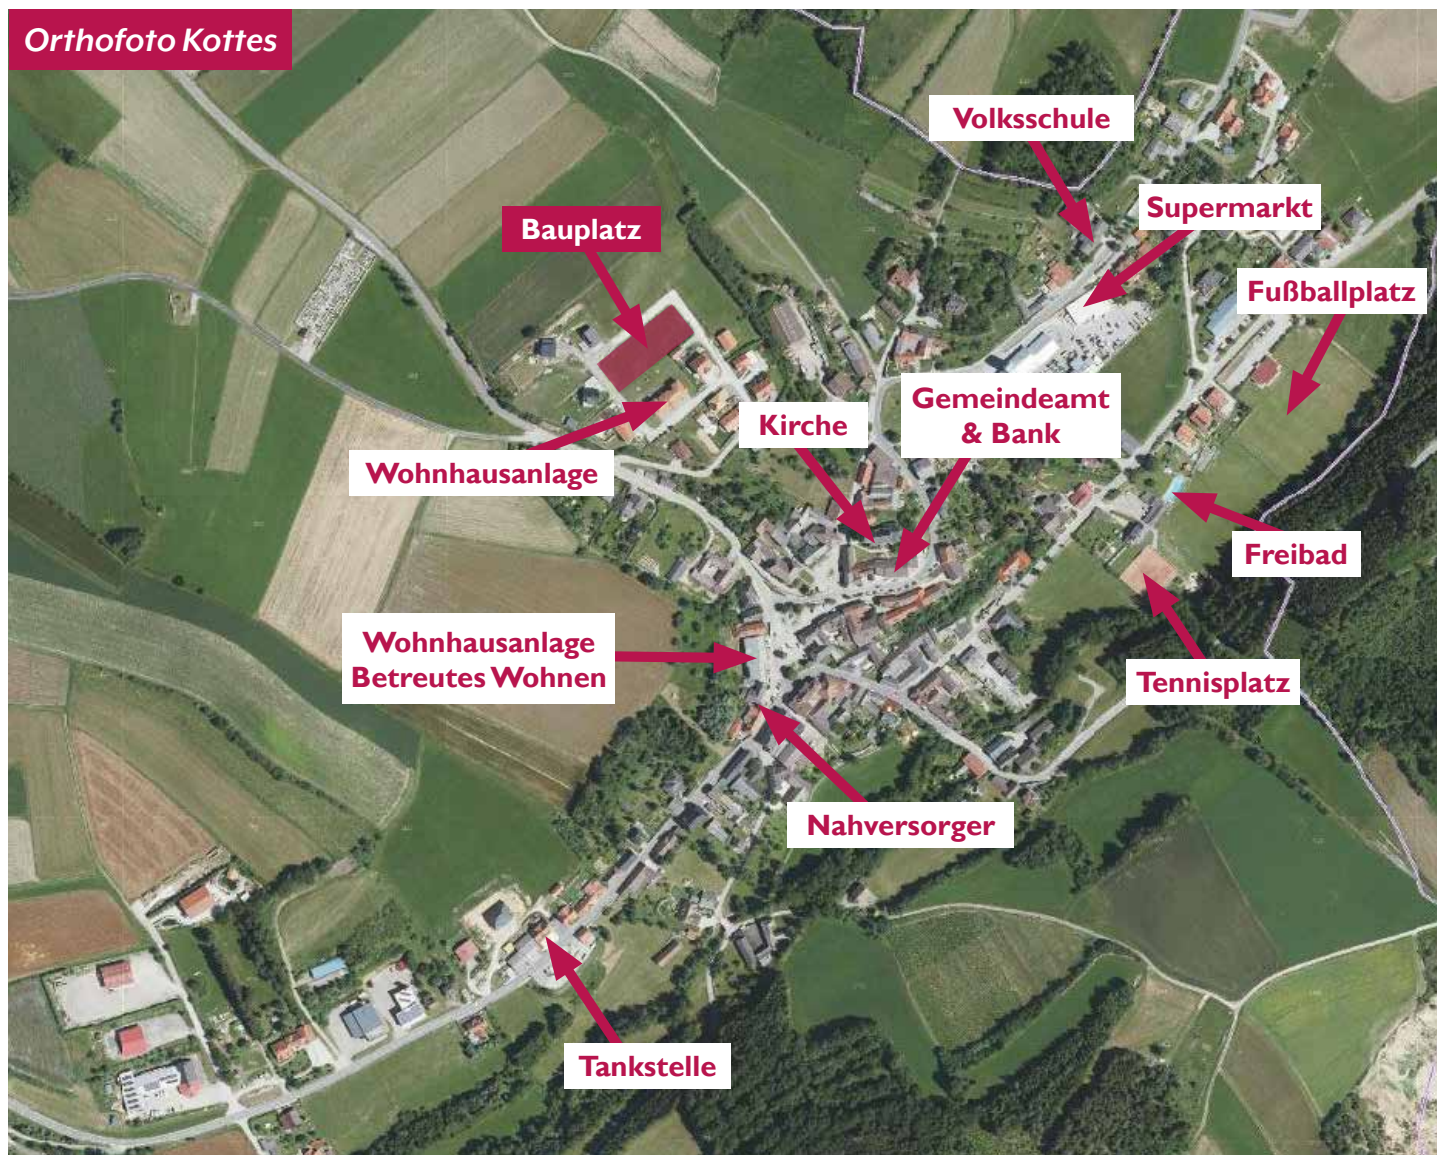 Orthofoto Kottes
Volksschule
Supermarkt
Bauplatz
Fußballplatz
Gemeindeamt
& Bank
Kirche
Wohnhausanlage
Freibad
Wohnhausanlage
Betreutes Wohnen
Tennisplatz
Nahversorger
Tankstelle